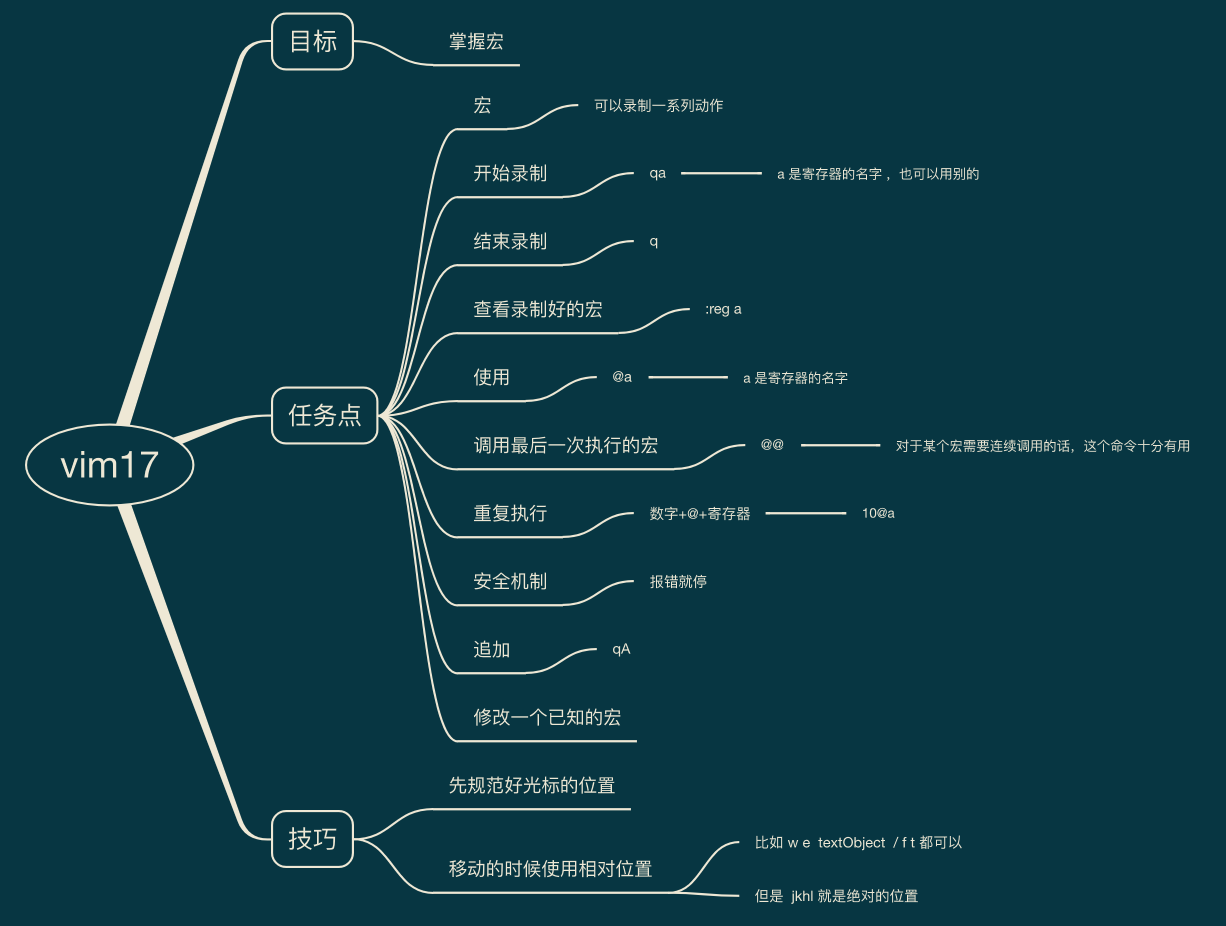 vim17
目标
掌握宏
任务点
宏
可以录制一系列动作
开始录制
qa
a 是寄存器的名字 ，也可以用别的
结束录制
q
查看录制好的宏
:reg a
使用
@a
a 是寄存器的名字
调用最后一次执行的宏
@@
对于某个宏需要连续调用的话，这个命令十分有用
重复执行
数字+@+寄存器
10@a
安全机制
报错就停
追加
qA
修改一个已知的宏
技巧
先规范好光标的位置
移动的时候使用相对位置
比如 w e  textObject  / f t 都可以
但是  jkhl 就是绝对的位置